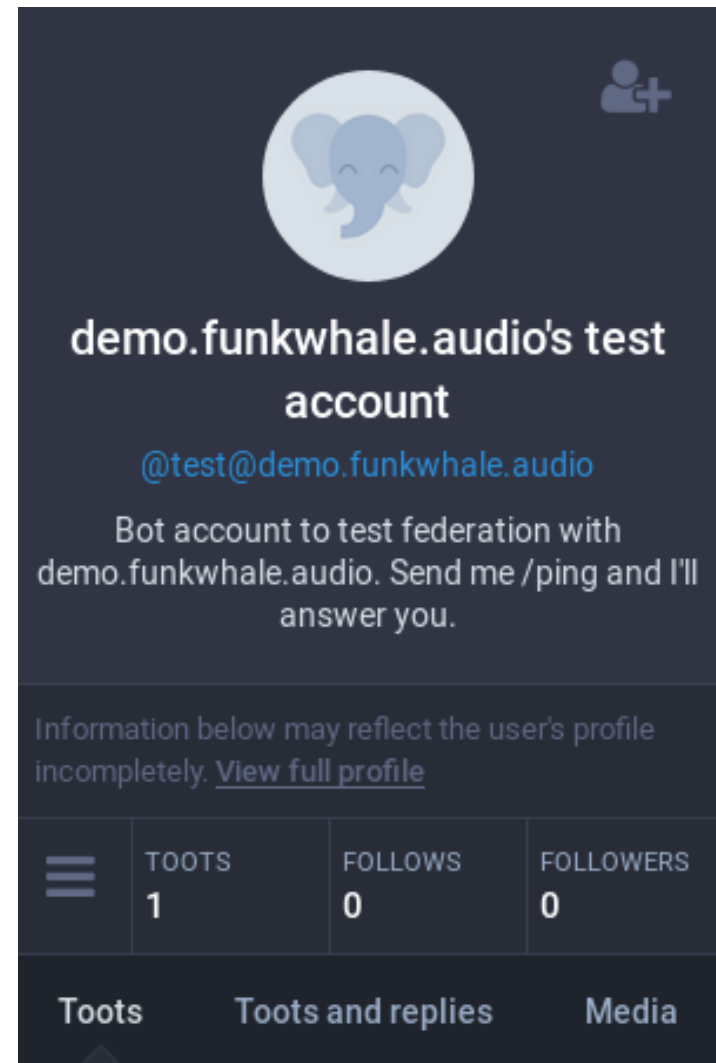 demo.funkwhale.audio's test
account
@test@demo.funkwhale.audio
Bot account to test federation with
demo.funkwhale.audio. Send me /ping and I'll
answer you.
Information below may reflect the user's profile
incompletely. View full profile
TOOTS FOLLOWS FOLLOWERS
1 0 0
Toots Toots and replies Media